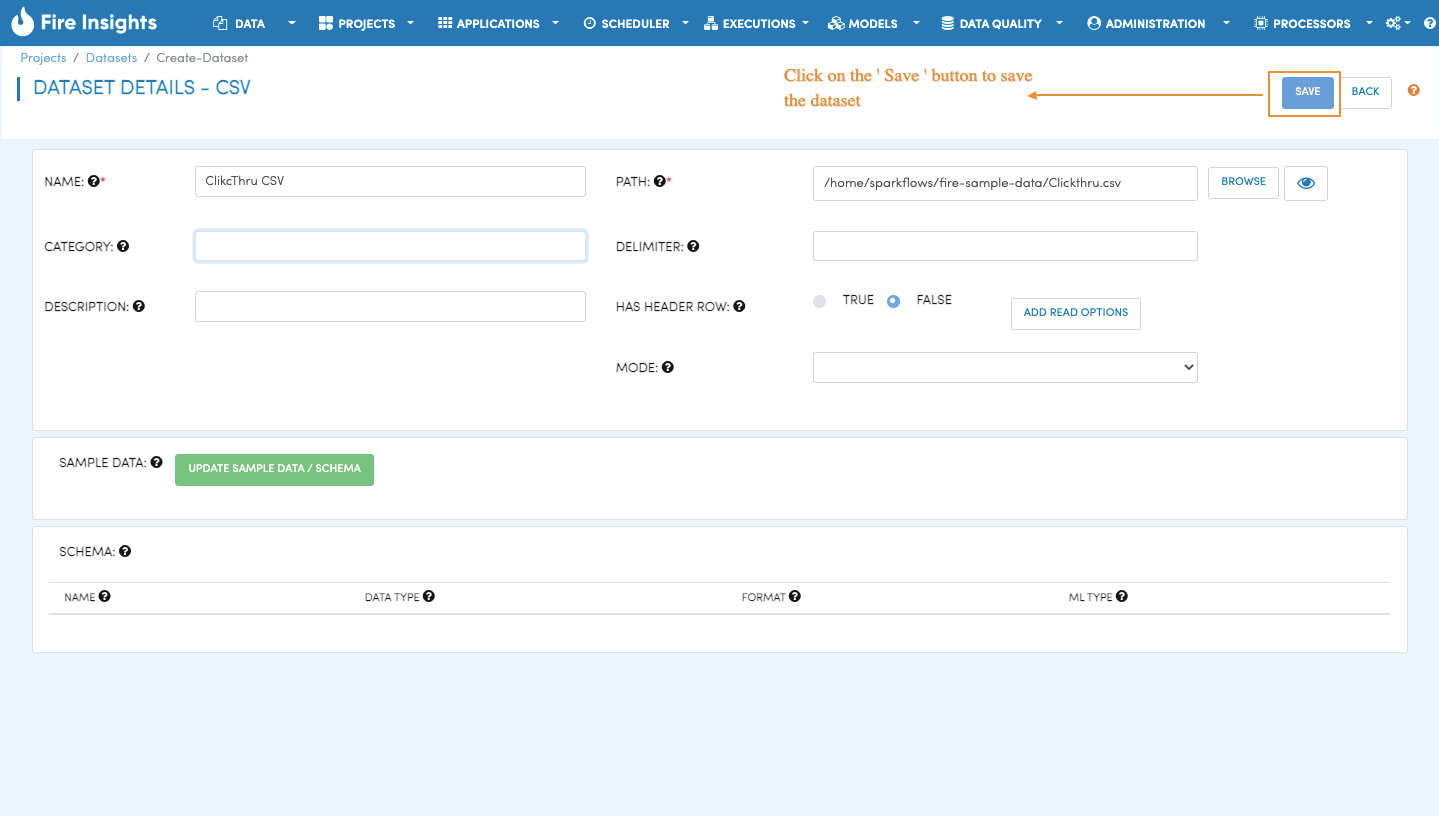 Fire Insights DATA PROJECTS APPLICATIONS SCHEDULER EXECUTIONS MODELS DATA QUALITY ADMINISTRATION PROCESSORS
Projects / Datasets / Create-Dataset
DATASET DETAILS - CSV
Click on the ' Save ' button to save
the dataset
SAVE BACK
NAME: * ClikcThru CSV PATH: * /home/sparkflows/fire-sample-data/Clickthru.csv BROWSE
CATEGORY: DELIMITER:
DESCRIPTION: HAS HEADER ROW: TRUE FALSE ADD READ OPTIONS
MODE:
SAMPLE DATA: UPDATE SAMPLE DATA / SCHEMA
SCHEMA:
NAME DATA TYPE FORMAT ML TYPE